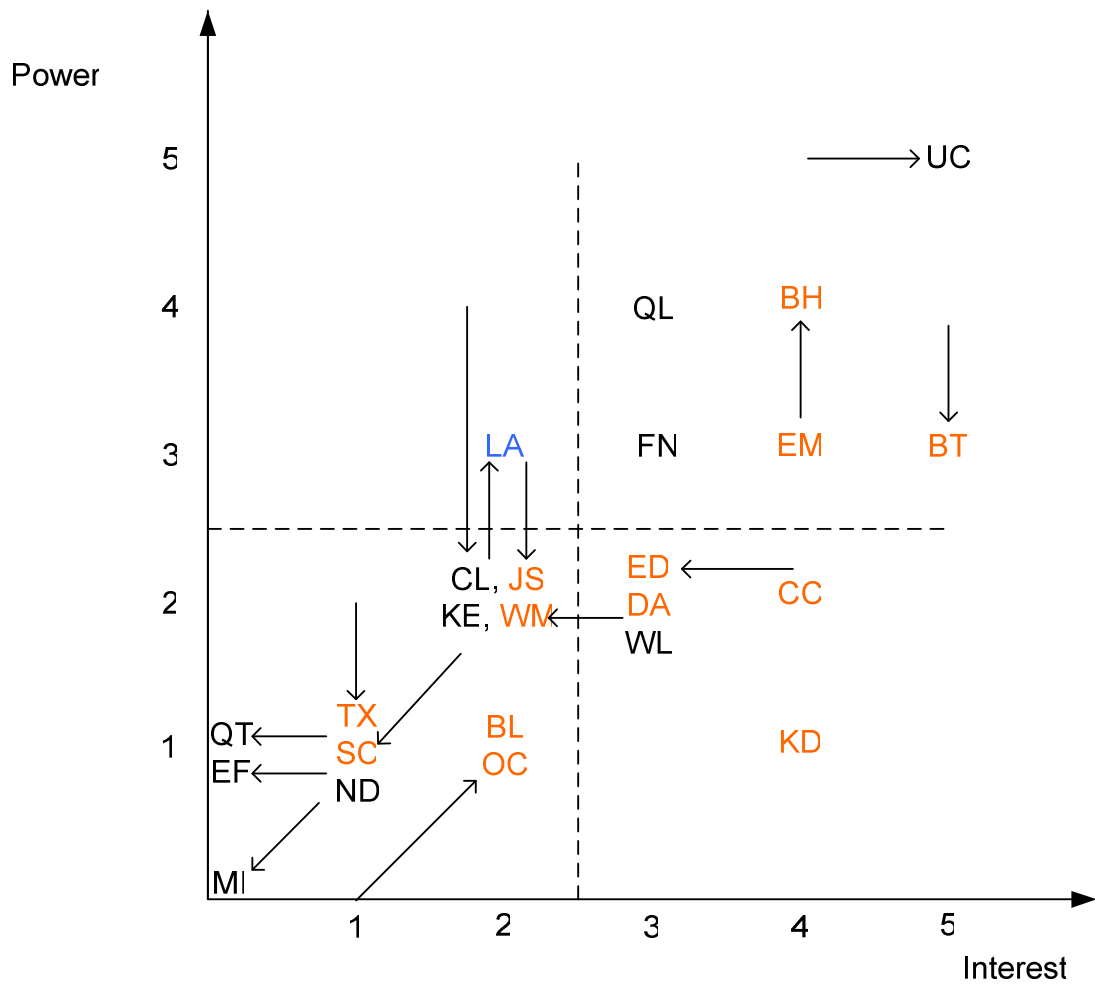 Power
5 UC
4 QL BH
3 LA FN EM BT
CL, JS ED
2 DA CC
KE, WM WL
TX BL
QT 1 SC OC KD
EF ND
MI
1 2 3 4 5
Interest